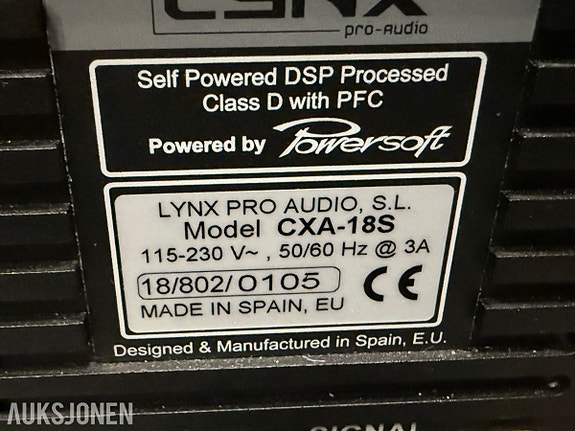 LYNX
pro-audio
Self Powered DSP Processed
Class D with PFC
Powered by Powersoft
LYNX PRO AUDIO, S.L.
Model CXA-18S
115-230 V~ , 50/60 Hz @ 3A
18/802/0105
CE
MADE IN SPAIN, EU
Designed & Manufactured in Spain, E.U.
SIGNAL
AUKSJONEN